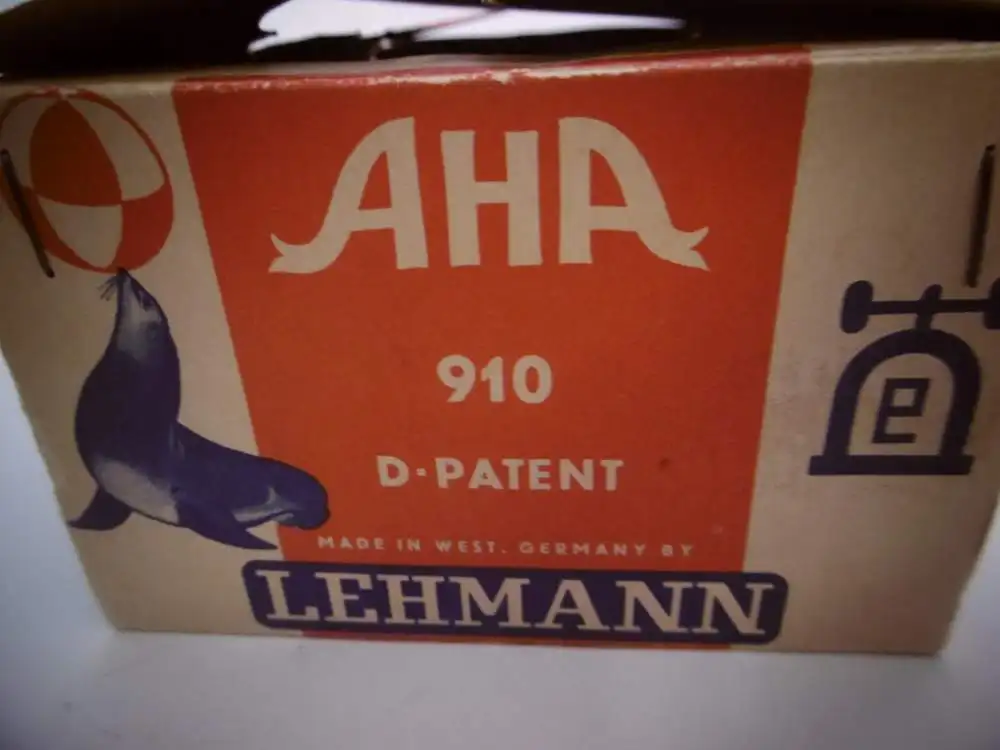 AHA
910
D-PATENT
MADE IN WEST. GERMANY BY
LEHMANN
e